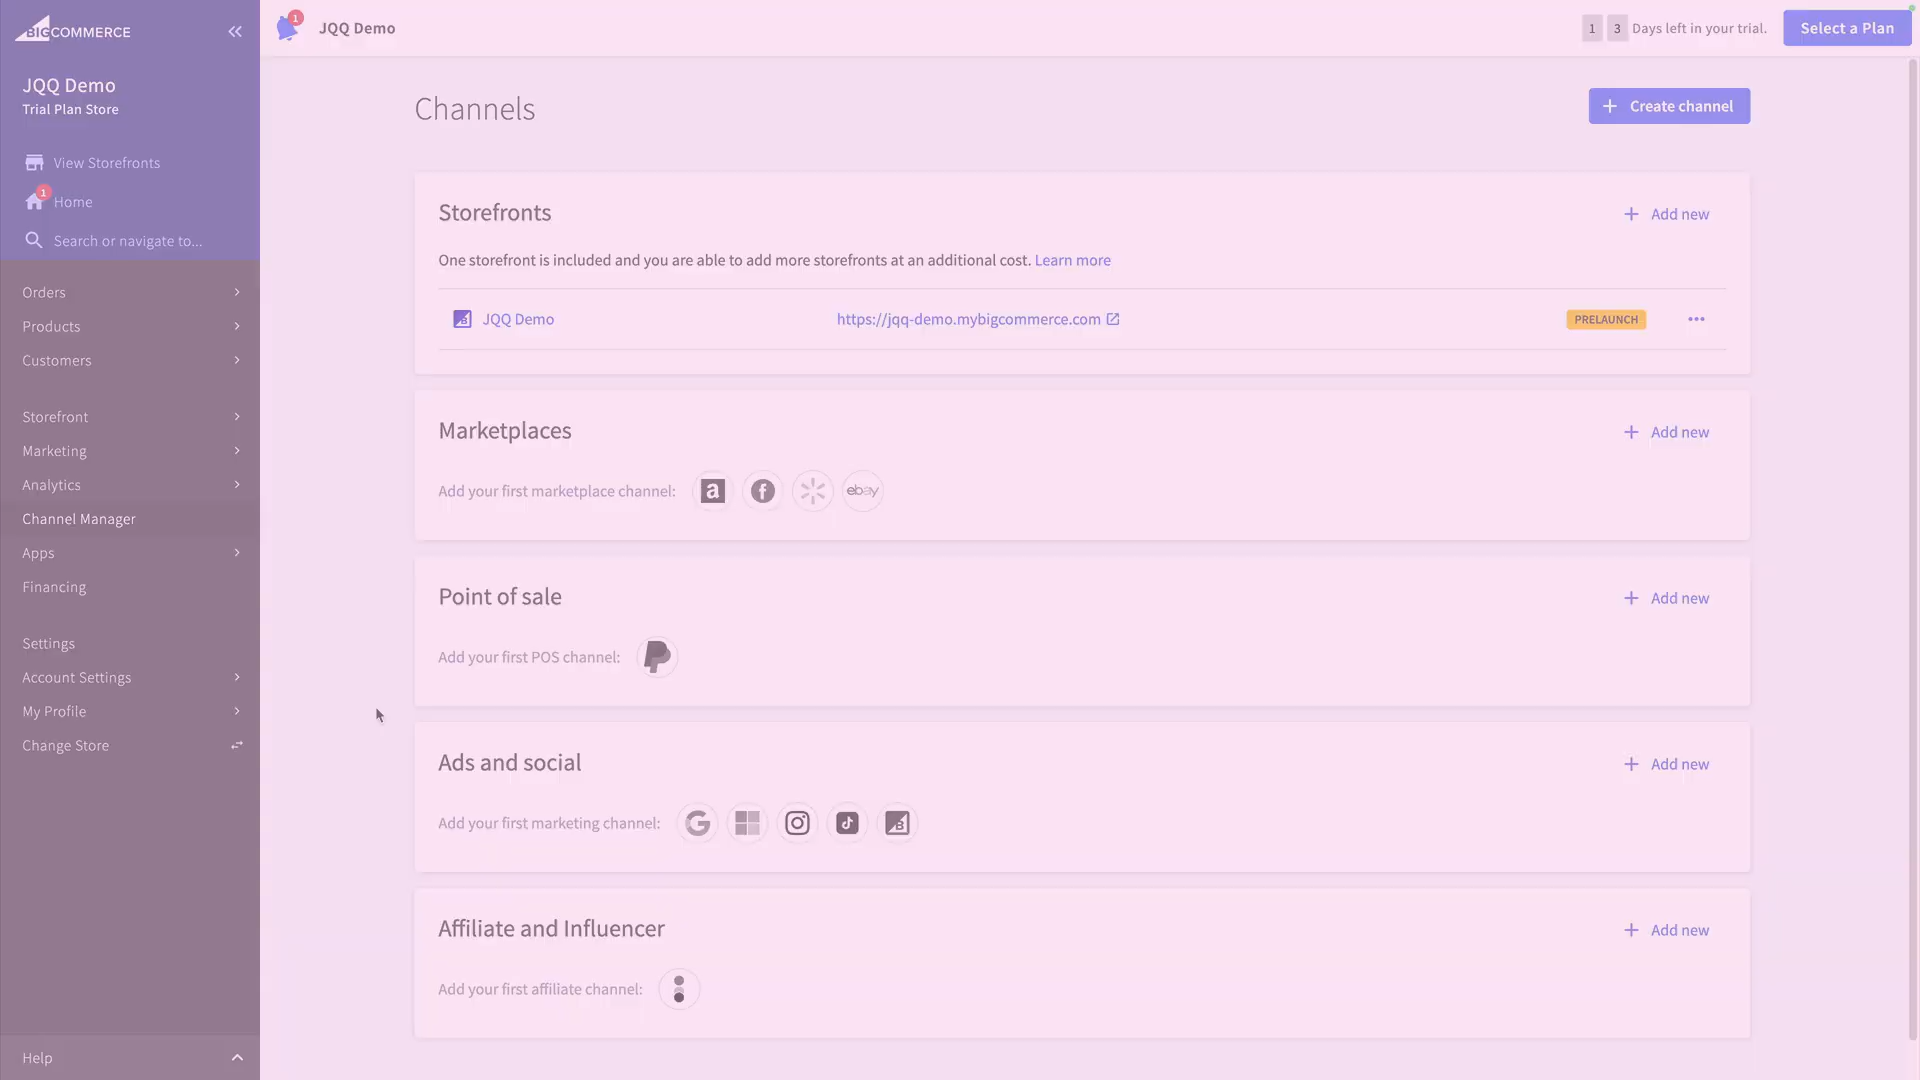 BIGCOMMERCE
JQQ Demo
Trial Plan Store
View Storefronts
1
Home
Search or navigate to...
Orders
Products
Customers
Storefront
Marketing
Analytics
Channel Manager
Apps
Financing
Settings
Account Settings
My Profile
Change Store
Help
1
JQQ Demo
1 3 Days left in your trial.
Select a Plan
Channels
+ Create channel
Storefronts
+ Add new
One storefront is included and you are able to add more storefronts at an additional cost. Learn more
B JQQ Demo https://jqq-demo.mybigcommerce.com PRELAUNCH
Marketplaces
+ Add new
Add your first marketplace channel: a f ebay
Point of sale
+ Add new
Add your first POS channel:
Ads and social
+ Add new
Add your first marketing channel: G B
Affiliate and Influencer
+ Add new
Add your first affiliate channel: